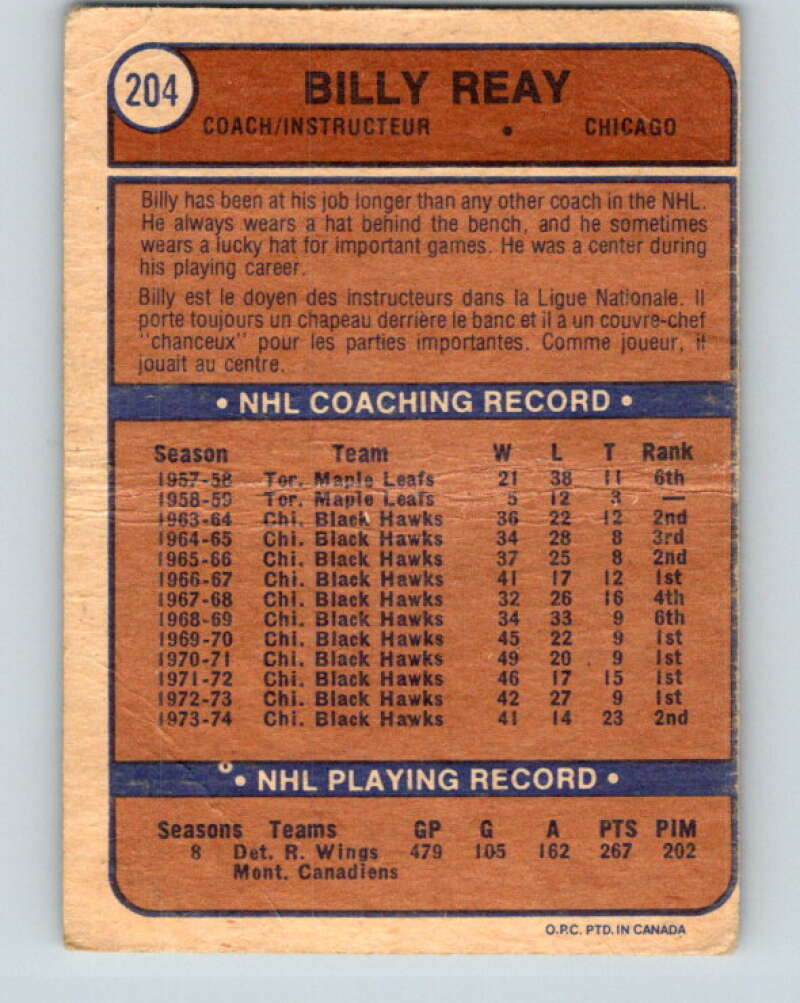 204
BILLY REAY
COACH/INSTRUCTEUR • CHICAGO
Billy has been at his job longer than any other coach in the NHL.
He always wears a hat behind the bench, and he sometimes
wears a lucky hat for important games. He was a center during
his playing career.
Billy est le doyen des instructeurs dans la Ligue Nationale. Il
porte toujours un chapeau derrière le banc et il a un couvre-chef
"chanceux" pour les parties importantes. Comme joueur, il
jouait au centre.
• NHL COACHING RECORD •
Season Team W L T Rank
1957-58 Tor. Maple Leafs 21 38 11 6th
1958-59 Tor. Maple Leafs 5 12 3 —
1963-64 Chi. Black Hawks 36 22 12 2nd
1964-65 Chi. Black Hawks 34 28 8 3rd
1965-66 Chi. Black Hawks 37 25 8 2nd
1966-67 Chi. Black Hawks 41 17 12 1st
1967-68 Chi. Black Hawks 32 26 16 4th
1968-69 Chi. Black Hawks 34 33 9 6th
1969-70 Chi. Black Hawks 45 22 9 1st
1970-71 Chi. Black Hawks 49 20 9 1st
1971-72 Chi. Black Hawks 46 17 15 1st
1972-73 Chi. Black Hawks 42 27 9 1st
1973-74 Chi. Black Hawks 41 14 23 2nd
• NHL PLAYING RECORD •
Seasons Teams GP G A PTS PIM
8 Det. R. Wings 479 105 162 267 202
Mont. Canadiens
O.P.C. PTD. IN CANADA